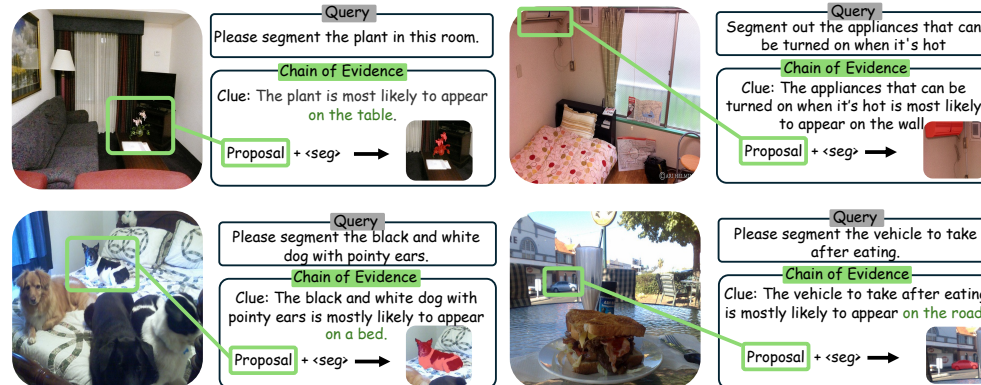 Query
Please segment the plant in this room.
Chain of Evidence
Clue: The plant is most likely to appear
on the table.
Proposal + <seg>
Query
Segment out the appliances that can
be turned on when it's hot
Chain of Evidence
Clue: The appliances that can be
turned on when it's hot is most likely
to appear on the wall
Proposal + <seg>
Query
Please segment the black and white
dog with pointy ears.
Chain of Evidence
Clue: The black and white dog with
pointy ears is mostly likely to appear
on a bed.
Proposal + <seg>
Query
Please segment the vehicle to take
after eating.
Chain of Evidence
Clue: The vehicle to take after eating
is mostly likely to appear on the road
Proposal + <seg>